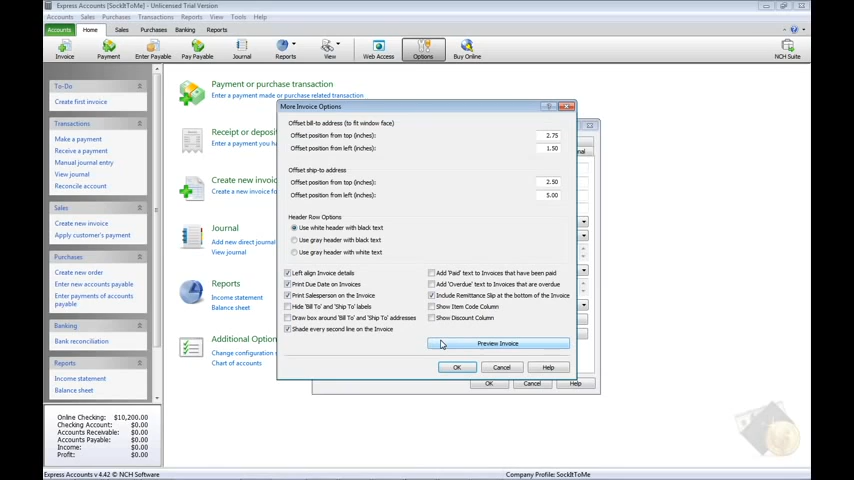 Express Accounts [SockItToMe] - Unlicensed Trial Version
Accounts Sales Purchases Transactions Reports View Tools Help
Accounts Home Sales Purchases Banking Reports
Invoice Payment Enter Payable Pay Payable Journal Reports View Web Access Options Buy Online NCH Suite
To-Do
Create first invoice
Transactions
Make a payment
Receive a payment
Manual journal entry
View journal
Reconcile account
Sales
Create new invoice
Apply customer's payment
Purchases
Create new order
Enter new accounts payable
Enter payments of accounts payable
Banking
Bank reconciliation
Reports
Income statement
Balance sheet
Online Checking: $10,200.00
Checking Account: $0.00
Accounts Receivable: $0.00
Accounts Payable: $0.00
Income: $0.00
Profit: $0.00
Payment or purchase transaction
Enter a payment made or purchase related transaction
Receipt or deposi
Enter a payment you ha
Create new invoi
Create a new invoice fo
Journal
Add new direct journal
View journal
Reports
Income statement
Balance sheet
Additional Option
Change configuration s
Chart of accounts
More Invoice Options
Offset bill-to address (to fit window face)
Offset position from top (inches): 2.75
Offset position from left (inches): 1.50
Offset ship-to address
Offset position from top (inches): 2.50
Offset position from left (inches): 5.00
Header Row Options
Use white header with black text
Use gray header with black text
Use gray header with white text
Left align Invoice details
Print Due Date on Invoices
Print Salesperson on the Invoice
Hide 'Bill To' and 'Ship To' labels
Draw box around 'Bill To' and 'Ship To' addresses
Shade every second line on the Invoice
Add 'Paid' text to Invoices that have been paid
Add 'Overdue' text to Invoices that are overdue
Include Remittance Slip at the bottom of the Invoice
Show Item Code Column
Show Discount Column
Preview Invoice
OK Cancel Help
OK Cancel Help
Express Accounts v 4.42 © NCH Software
Company Profile: SockItToMe